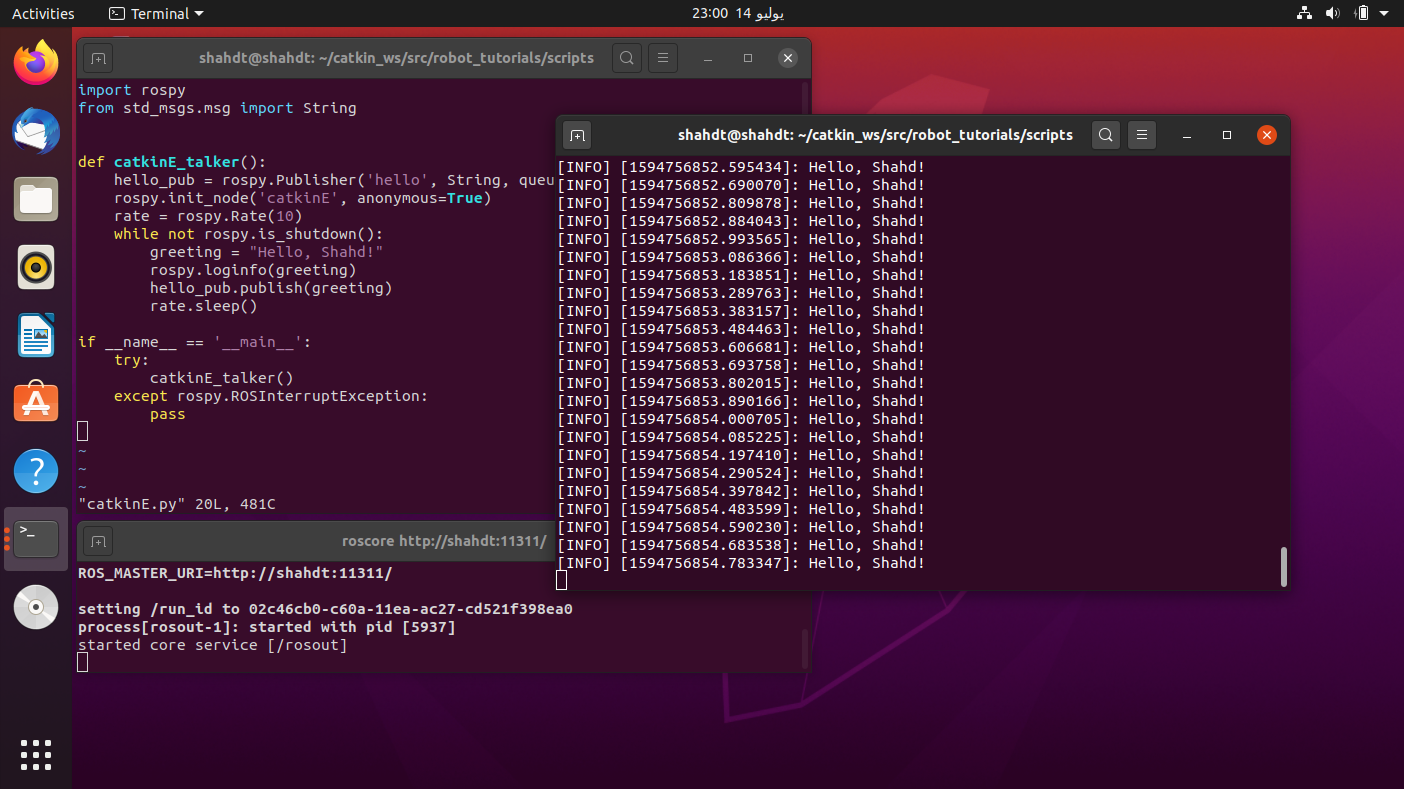 Activities
Terminal
23:00 14 يوليو
shahdt@shahdt: ~/catkin_ws/src/robot_tutorials/scripts
import rospy
from std_msgs.msg import String
def catkinE_talker():
    hello_pub = rospy.Publisher('hello', String, queu
    rospy.init_node('catkinE', anonymous=True)
    rate = rospy.Rate(10)
    while not rospy.is_shutdown():
        greeting = "Hello, Shahd!"
        rospy.loginfo(greeting)
        hello_pub.publish(greeting)
        rate.sleep()
if __name__ == '__main__':
    try:
        catkinE_talker()
    except rospy.ROSInterruptException:
        pass
~
~
~
"catkinE.py" 20L, 481C
roscore http://shahdt:11311/
ROS_MASTER_URI=http://shahdt:11311/
setting /run_id to 02c46cb0-c60a-11ea-ac27-cd521f398ea0
process[rosout-1]: started with pid [5937]
started core service [/rosout]
shahdt@shahdt: ~/catkin_ws/src/robot_tutorials/scripts
[INFO] [1594756852.595434]: Hello, Shahd!
[INFO] [1594756852.690070]: Hello, Shahd!
[INFO] [1594756852.809878]: Hello, Shahd!
[INFO] [1594756852.884043]: Hello, Shahd!
[INFO] [1594756852.993565]: Hello, Shahd!
[INFO] [1594756853.086366]: Hello, Shahd!
[INFO] [1594756853.183851]: Hello, Shahd!
[INFO] [1594756853.289763]: Hello, Shahd!
[INFO] [1594756853.383157]: Hello, Shahd!
[INFO] [1594756853.484463]: Hello, Shahd!
[INFO] [1594756853.606681]: Hello, Shahd!
[INFO] [1594756853.693758]: Hello, Shahd!
[INFO] [1594756853.802015]: Hello, Shahd!
[INFO] [1594756853.890166]: Hello, Shahd!
[INFO] [1594756854.000705]: Hello, Shahd!
[INFO] [1594756854.085225]: Hello, Shahd!
[INFO] [1594756854.197410]: Hello, Shahd!
[INFO] [1594756854.290524]: Hello, Shahd!
[INFO] [1594756854.397842]: Hello, Shahd!
[INFO] [1594756854.483599]: Hello, Shahd!
[INFO] [1594756854.590230]: Hello, Shahd!
[INFO] [1594756854.683538]: Hello, Shahd!
[INFO] [1594756854.783347]: Hello, Shahd!